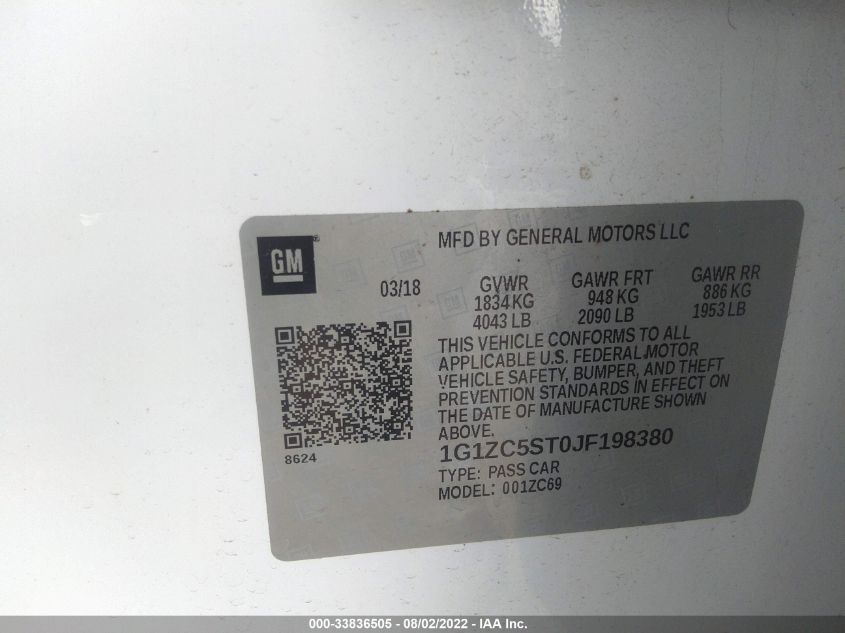 GM®
MFD BY GENERAL MOTORS LLC
03/18 GVWR GAWR FRT GAWR RR
1834 KG 948 KG 886 KG
4043 LB 2090 LB 1953 LB
THIS VEHICLE CONFORMS TO ALL
APPLICABLE U.S. FEDERAL MOTOR
VEHICLE SAFETY, BUMPER, AND THEFT
PREVENTION STANDARDS IN EFFECT ON
THE DATE OF MANUFACTURE SHOWN
ABOVE.
8624
1G1ZC5ST0JF198380
TYPE: PASS CAR
MODEL: 001ZC69
000-33836505 - 08/02/2022 - IAA Inc.